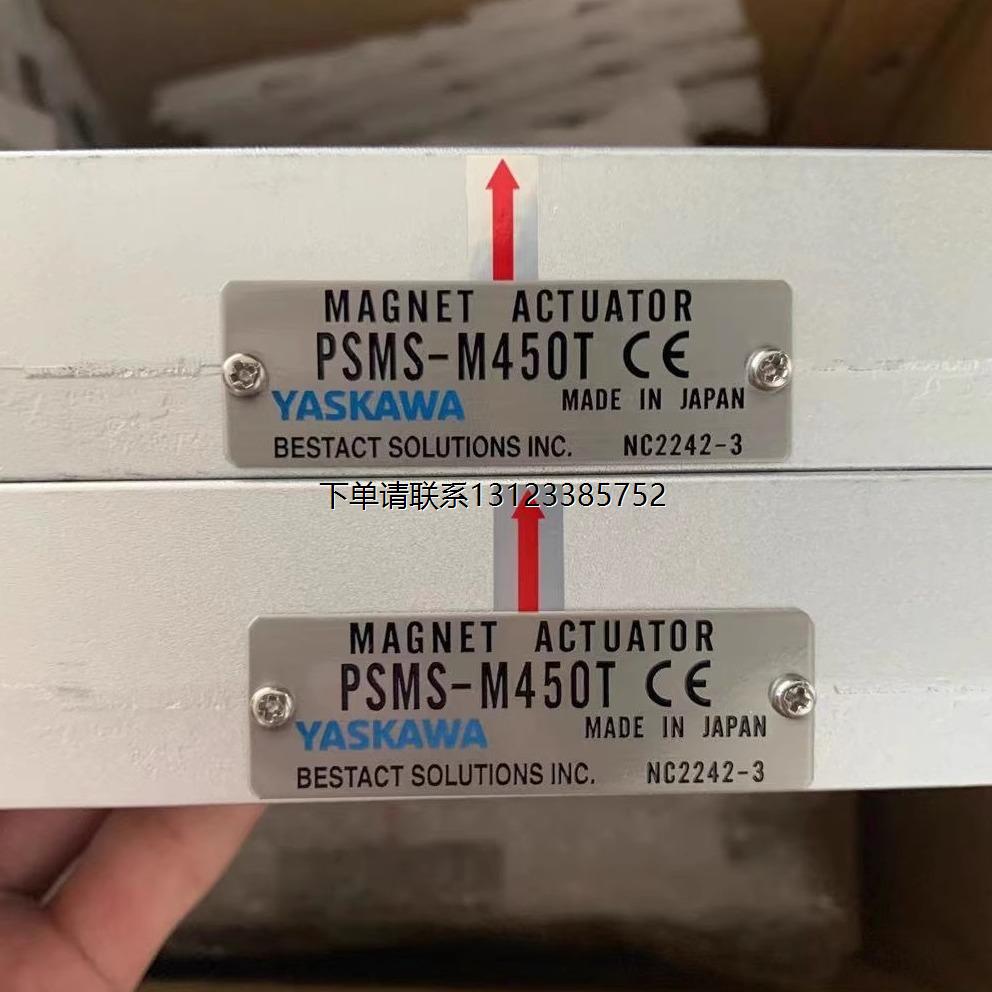 MAGNET ACTUATOR
PSMS-M450T CE
YASKAWA MADE IN JAPAN
BESTACT SOLUTIONS INC. NC2242-3
下单请联系13123385752
MAGNET ACTUATOR
PSMS-M450T CE
YASKAWA MADE IN JAPAN
BESTACT SOLUTIONS INC. NC2242-3